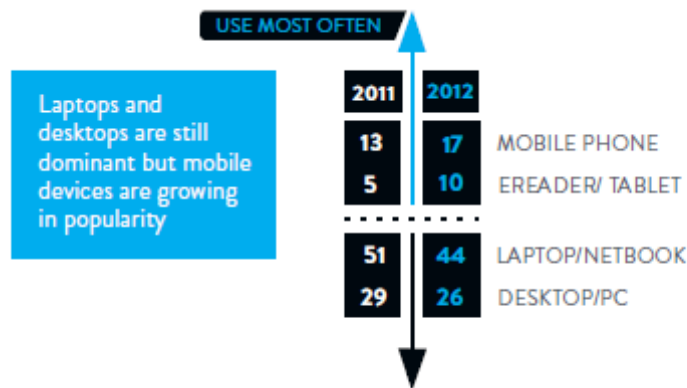 USE MOST OFTEN
Laptops and
desktops are still
dominant but mobile
devices are growing
in popularity
2011 2012
13 17 MOBILE PHONE
5 10 EREADER/ TABLET
51 44 LAPTOP/NETBOOK
29 26 DESKTOP/PC